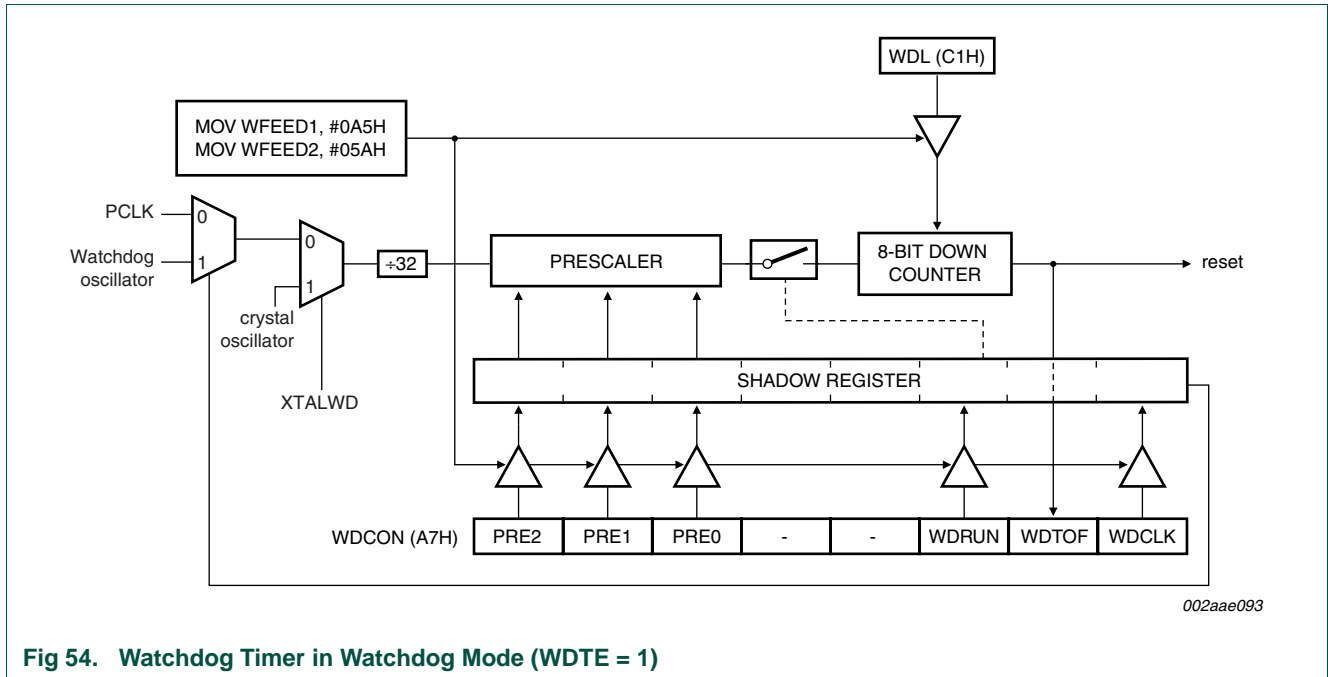 WDL (C1H)
MOV WFEED1, #0A5H
MOV WFEED2, #05AH
PCLK
0
Watchdog
oscillator
1
0
1
crystal
oscillator
XTALWD
÷32
PRESCALER
8-BIT DOWN
COUNTER
reset
SHADOW REGISTER
WDCON (A7H) PRE2 PRE1 PRE0 - - WDRUN WDTOF WDCLK
002aae093
Fig 54. Watchdog Timer in Watchdog Mode (WDTE = 1)